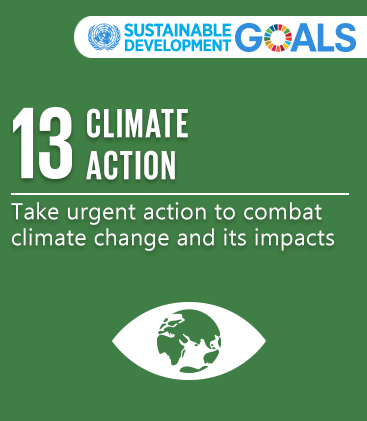 SUSTAINABLE
DEVELOPMENT
GOALS
13
CLIMATE
ACTION
Take urgent action to combat
climate change and its impacts